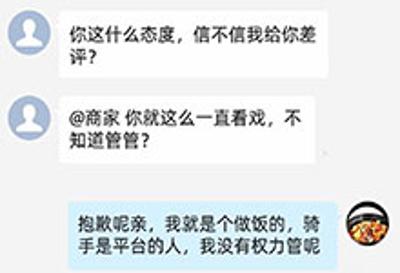 你这什么态度，信不信我给你差
评？
@商家 你就这么一直看戏，不
知道管管？
抱歉呢亲，我就是个做饭的，骑
手是平台的人，我没有权力管呢